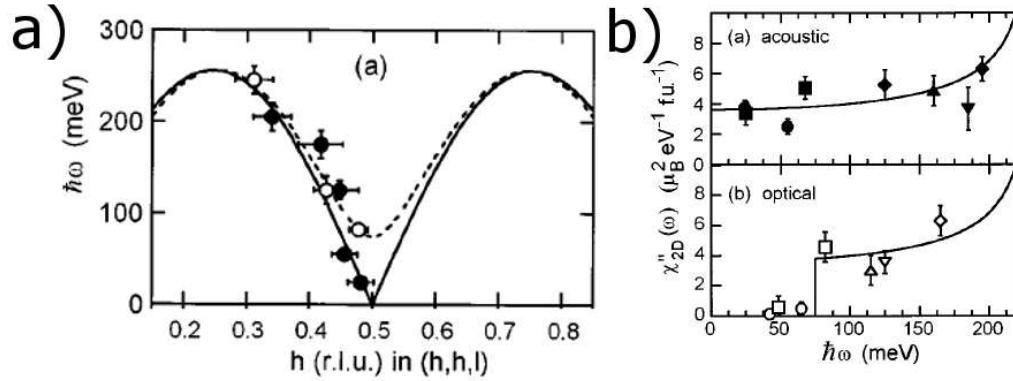 a)
(a)
ħω (meV)
300
200
100
0
0.2 0.3 0.4 0.5 0.6 0.7 0.8
h (r.l.u.) in (h,h,l)
b)
(a) acoustic
8
6
4
2
0
(b) optical
8
6
4
2
0
χ″2D(ω) (μB² eV⁻¹ fu.⁻¹)
0 50 100 150 200
ħω (meV)